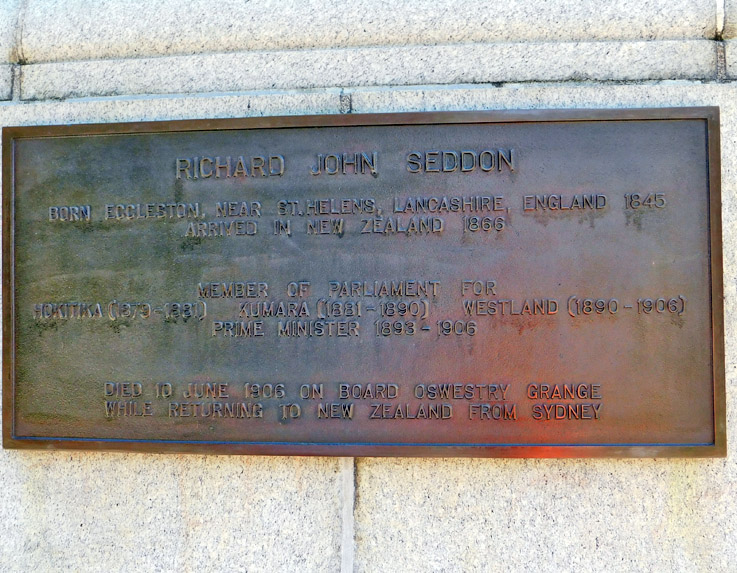 RICHARD JOHN SEDDON
BORN ECCLESTON, NEAR ST.HELENS, LANCASHIRE, ENGLAND 1845
ARRIVED IN NEW ZEALAND 1866
MEMBER OF PARLIAMENT FOR
HOKITIKA (1879-1881) KUMARA (1881-1890) WESTLAND (1890-1906)
PRIME MINISTER 1893-1906
DIED 10 JUNE 1906 ON BOARD OSWESTRY GRANGE
WHILE RETURNING TO NEW ZEALAND FROM SYDNEY